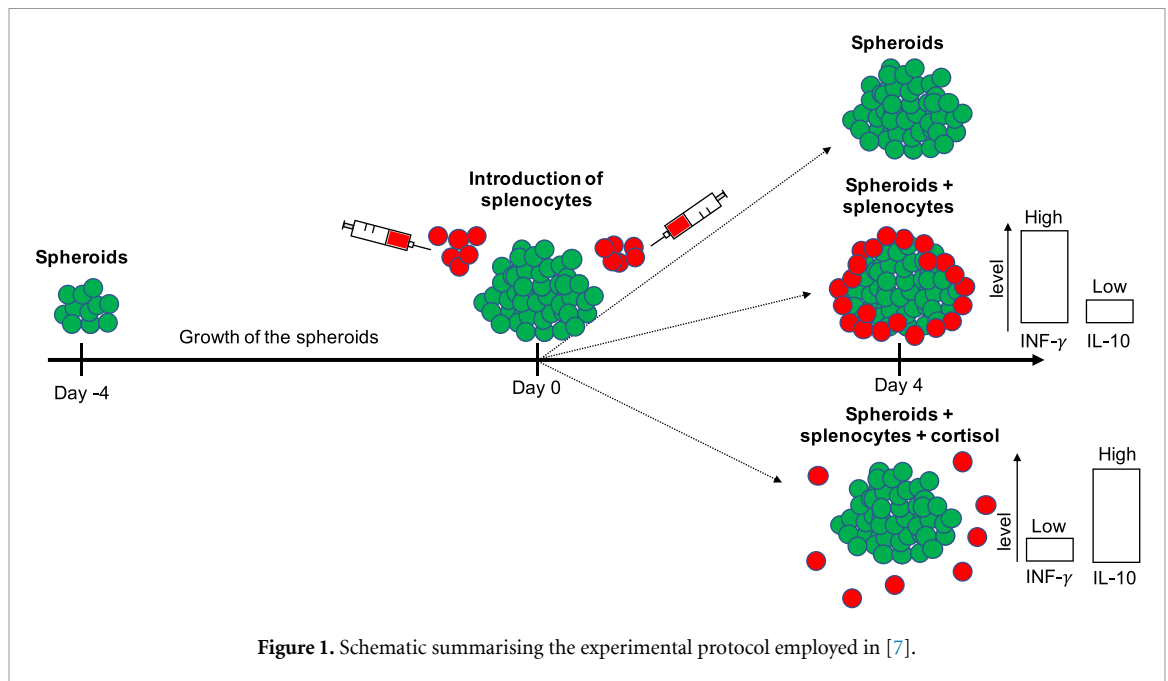 Spheroids
Introduction of
splenocytes
Spheroids
Growth of the spheroids
Day -4
Day 0
Day 4
Spheroids +
splenocytes
High
Low
level
INF-γ
IL-10
Spheroids +
splenocytes + cortisol
High
Low
level
INF-γ
IL-10
Figure 1. Schematic summarising the experimental protocol employed in [7].